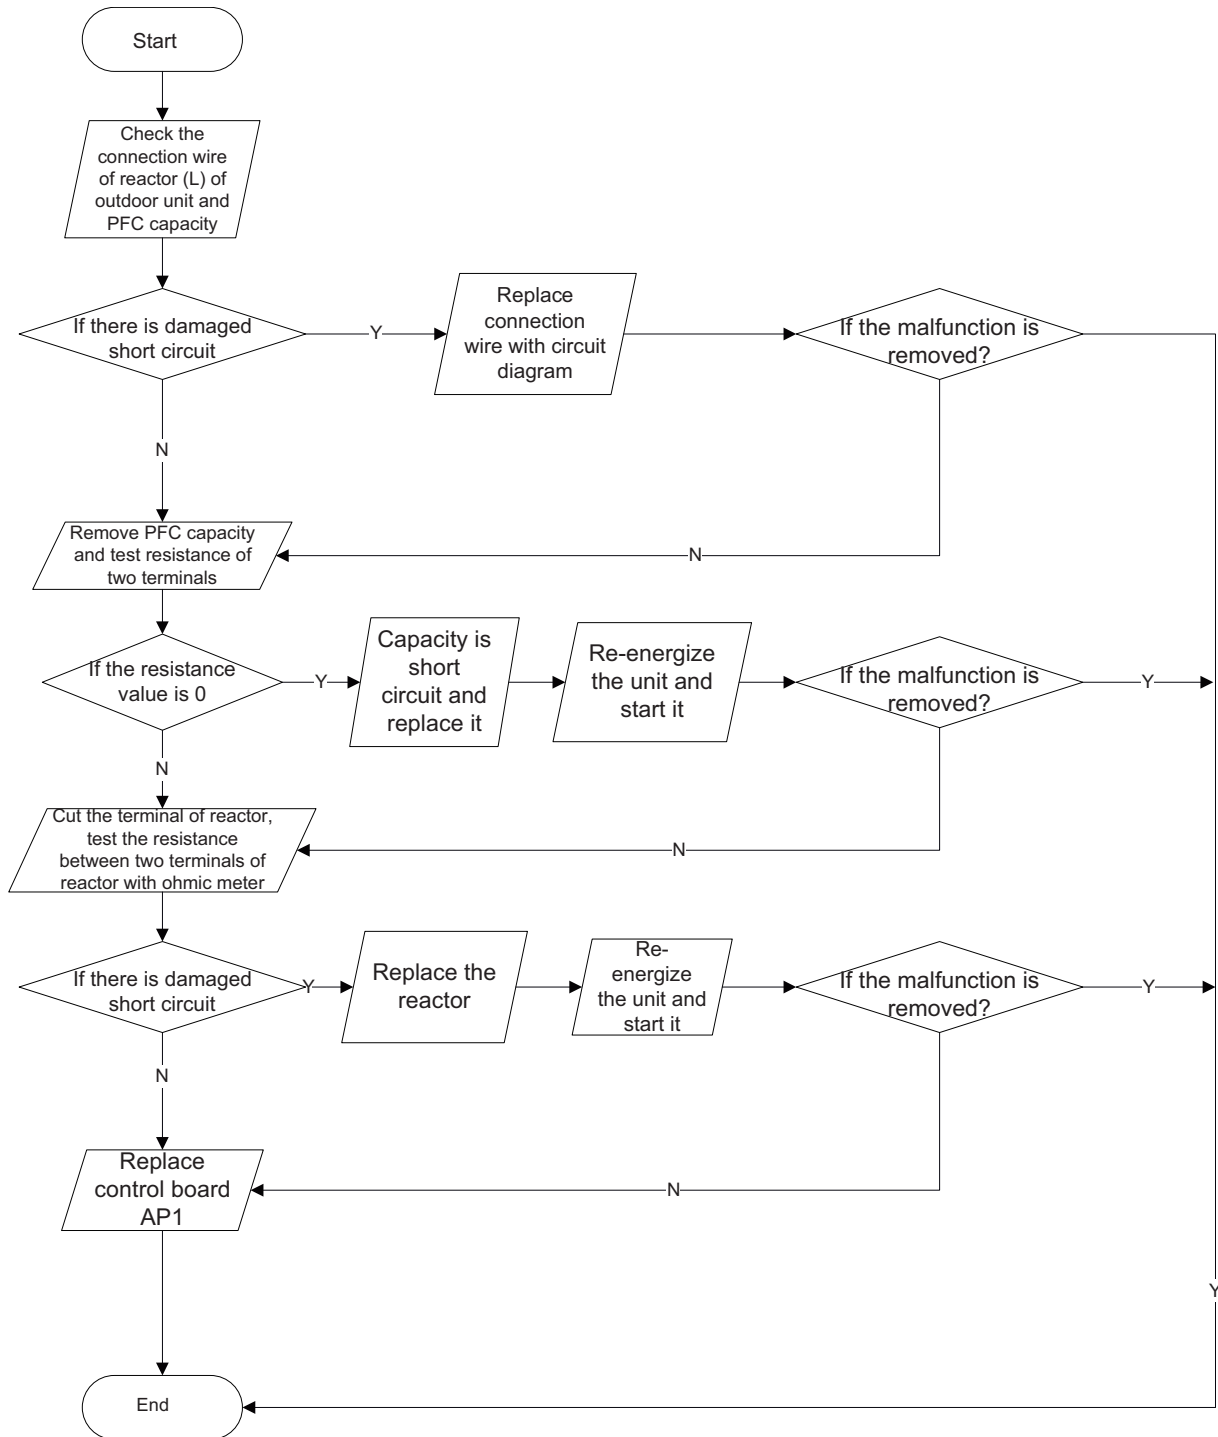 Start
Check the
connection wire
of reactor (L) of
outdoor unit and
PFC capacity
If there is damaged
short circuit
Y
Replace
connection
wire with circuit
diagram
If the malfunction is
removed?
N
Remove PFC capacity
and test resistance of
two terminals
N
If the resistance
value is 0
Y
Capacity is
short
circuit and
replace it
Re-energize
the unit and
start it
If the malfunction is
removed?
Y
N
Cut the terminal of reactor,
test the resistance
between two terminals of
reactor with ohmic meter
N
If there is damaged
short circuit
Y
Replace the
reactor
Re-
energize
the unit and
start it
If the malfunction is
removed?
Y
N
Replace
control board
AP1
N
Y
End